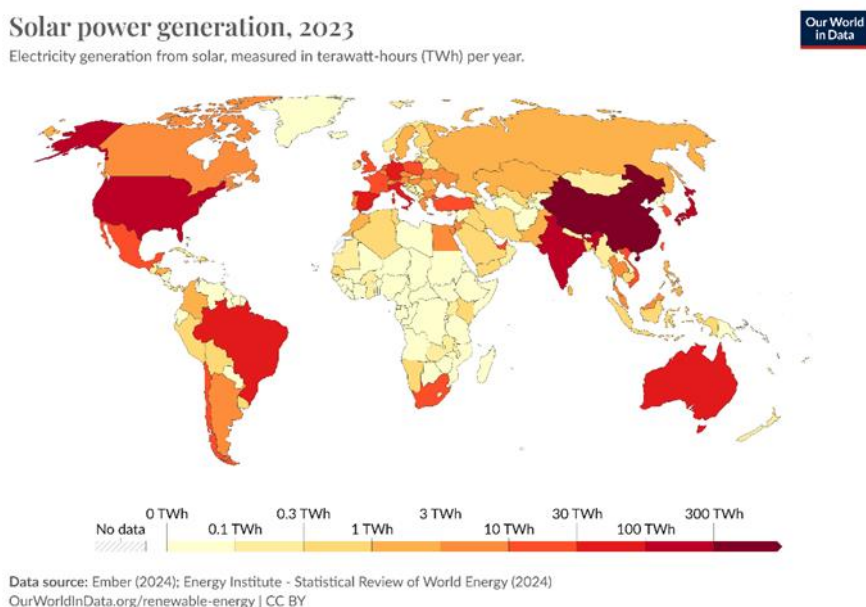 Solar power generation, 2023
Our World
in Data
Electricity generation from solar, measured in terawatt-hours (TWh) per year.
0 TWh 0.3 TWh 3 TWh 30 TWh 300 TWh
No data 0.1 TWh 1 TWh 10 TWh 100 TWh
Data source: Ember (2024); Energy Institute - Statistical Review of World Energy (2024)
OurWorldInData.org/renewable-energy | CC BY